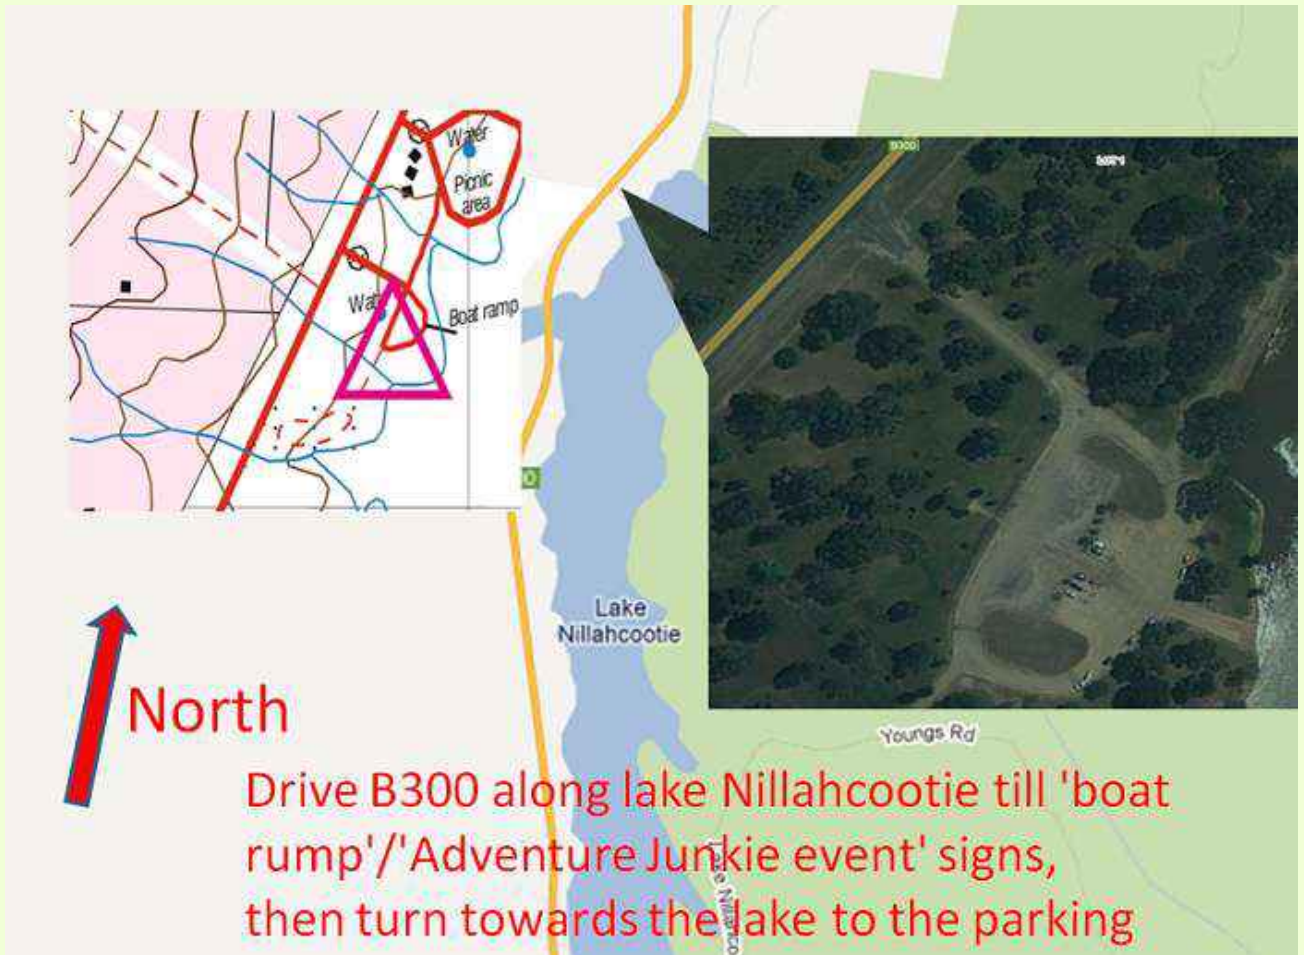 Water
Picnic
area
Boat ramp
B300
Lake
Nillahcootie
Youngs Rd
North
Drive B300 along lake Nillahcootie till 'boat
rump'/'Adventure Junkie event' signs,
then turn towards the lake to the parking